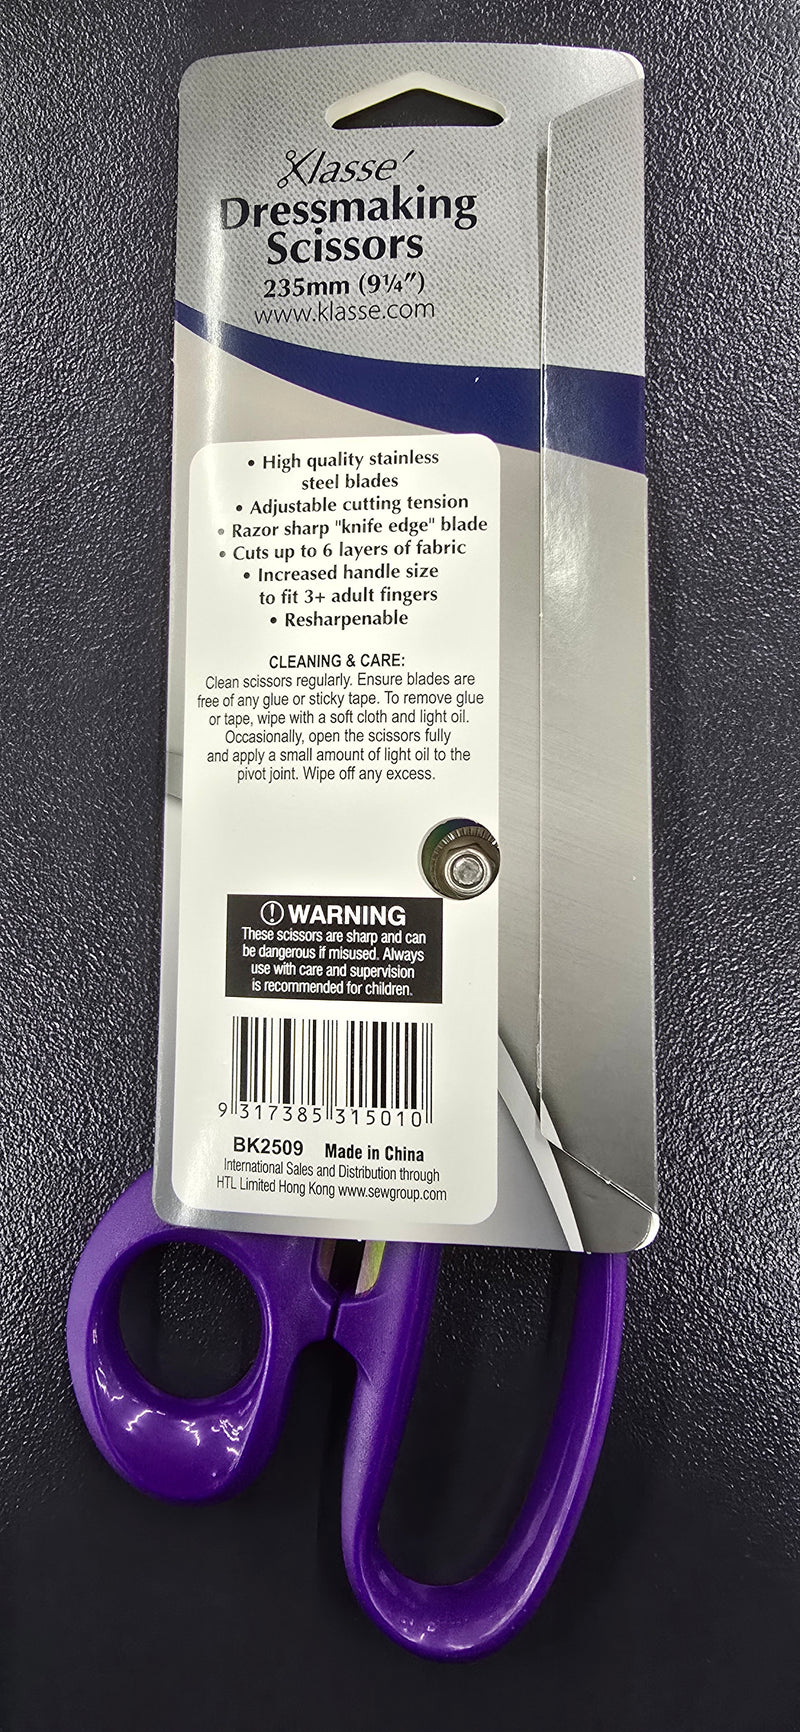 Klasse'
Dressmaking
Scissors
235mm (9¼")
www.klasse.com
• High quality stainless
steel blades
• Adjustable cutting tension
• Razor sharp "knife edge" blade
• Cuts up to 6 layers of fabric
• Increased handle size
to fit 3+ adult fingers
• Resharpenable
CLEANING & CARE:
Clean scissors regularly. Ensure blades are
free of any glue or sticky tape. To remove glue
or tape, wipe with a soft cloth and light oil.
Occasionally, open the scissors fully
and apply a small amount of light oil to the
pivot joint. Wipe off any excess.
! WARNING
These scissors are sharp and can
be dangerous if misused. Always
use with care and supervision
is recommended for children.
9 317385 315010
BK2509 Made in China
International Sales and Distribution through
HTL Limited Hong Kong www.sewgroup.com